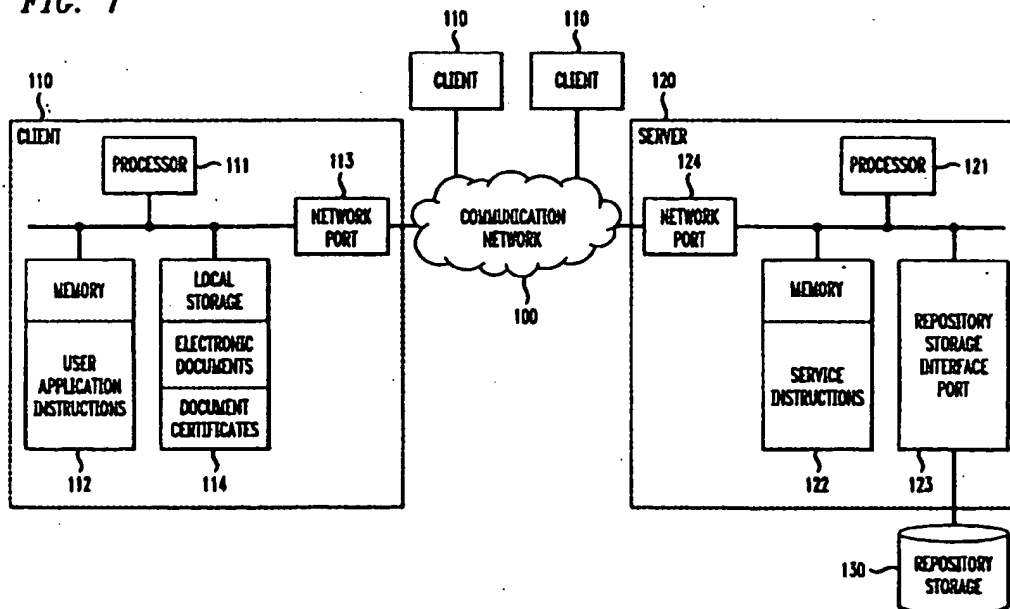 FIG. 1
110
110
CLIENT
CLIENT
110
120
CLIENT
SERVER
PROCESSOR
111
113
124
PROCESSOR
121
NETWORK
PORT
COMMUNICATION
NETWORK
NETWORK
PORT
100
MEMORY
USER
APPLICATION
INSTRUCTIONS
112
LOCAL
STORAGE
ELECTRONIC
DOCUMENTS
DOCUMENT
CERTIFICATES
114
MEMORY
SERVICE
INSTRUCTIONS
122
REPOSITORY
STORAGE
INTERFACE
PORT
123
130
REPOSITORY
STORAGE